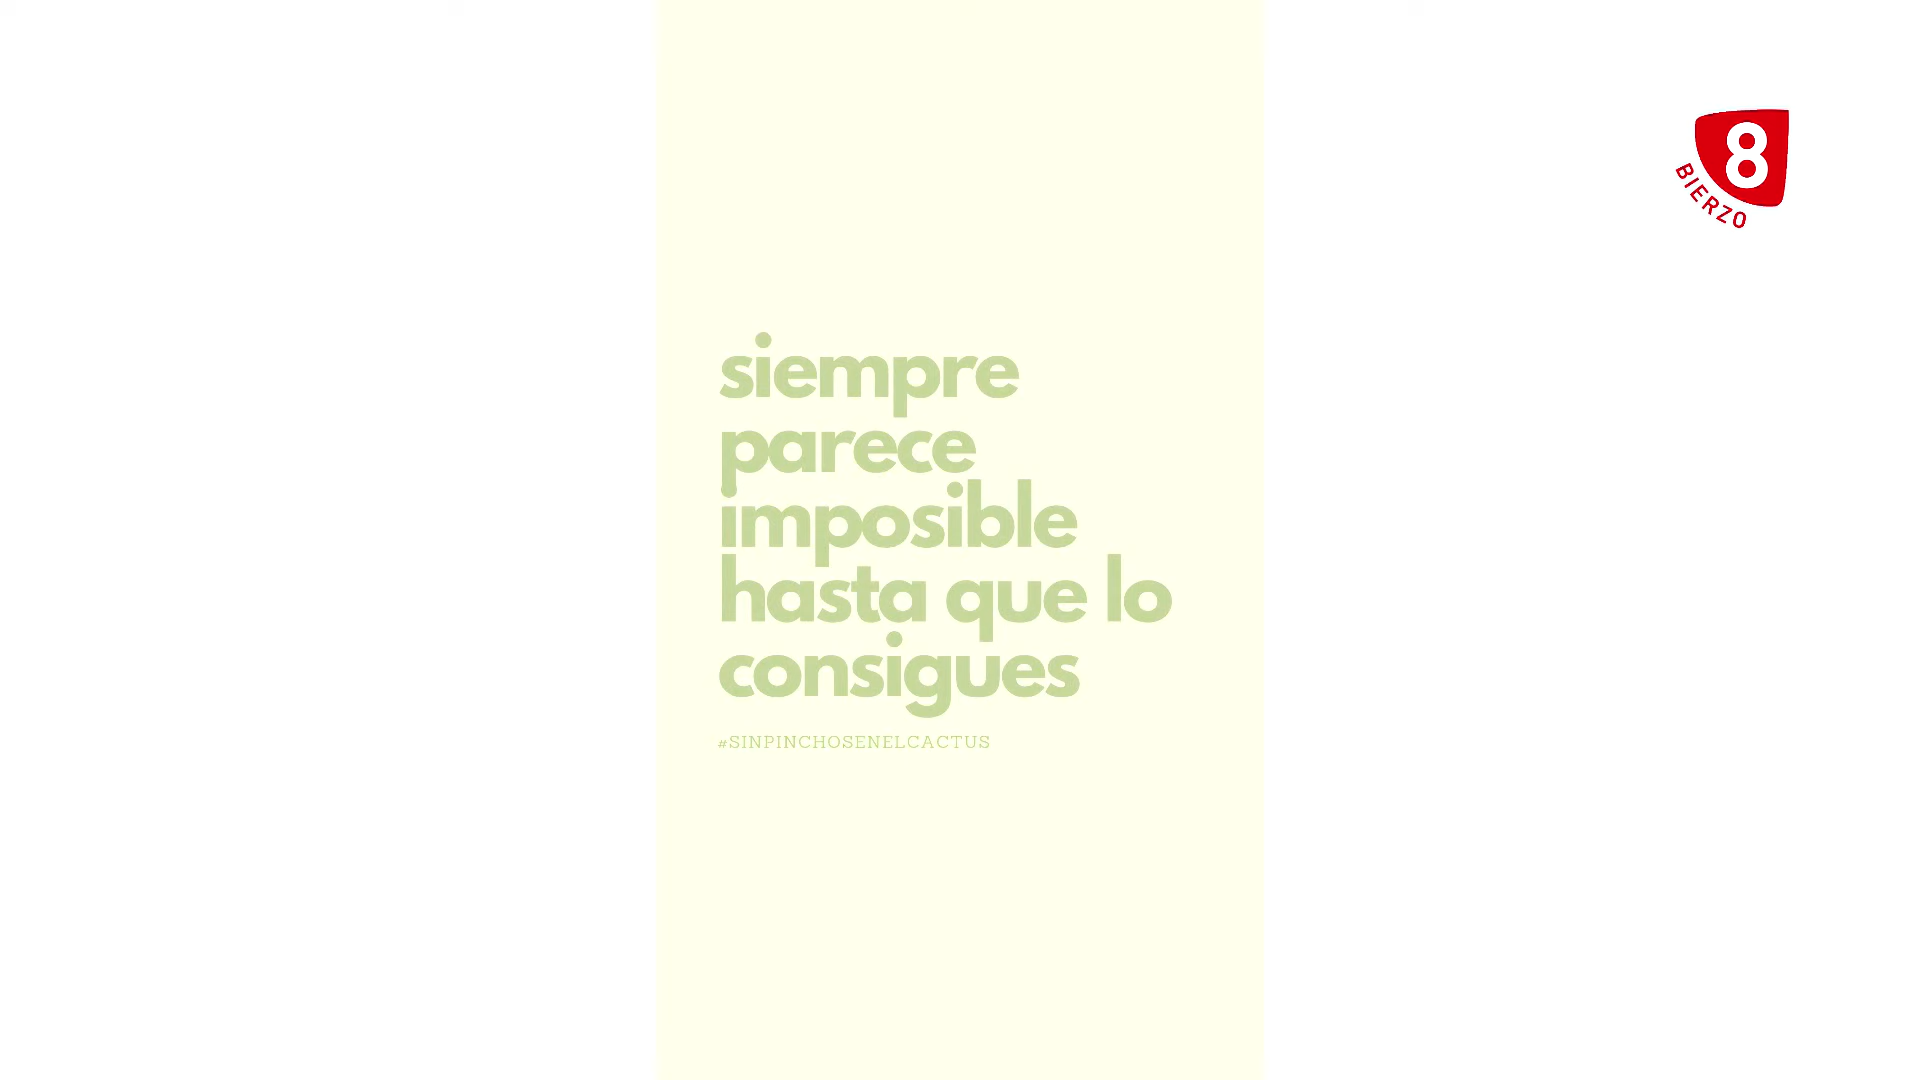 siempre
parece
imposible
hasta que lo
consigues
#SINPINCHOSENELCACTUS
8
BIERZO